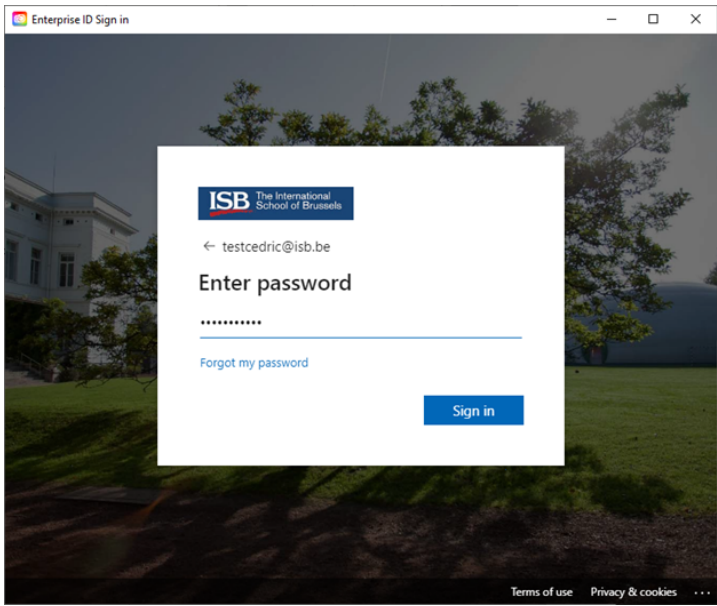 Enterprise ID Sign in
ISB The International
School of Brussels
← testcedric@isb.be
Enter password
•••••••••••
Forgot my password
Sign in
Terms of use Privacy & cookies ...